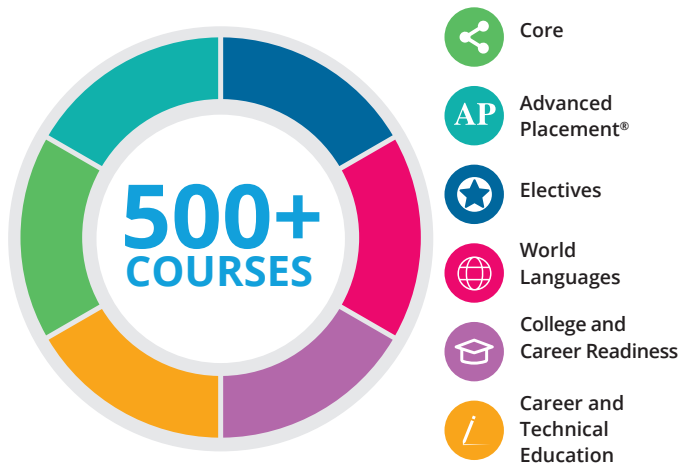 500+
COURSES
Core
AP
Advanced
Placement®
Electives
World
Languages
College and
Career Readiness
i
Career and
Technical
Education